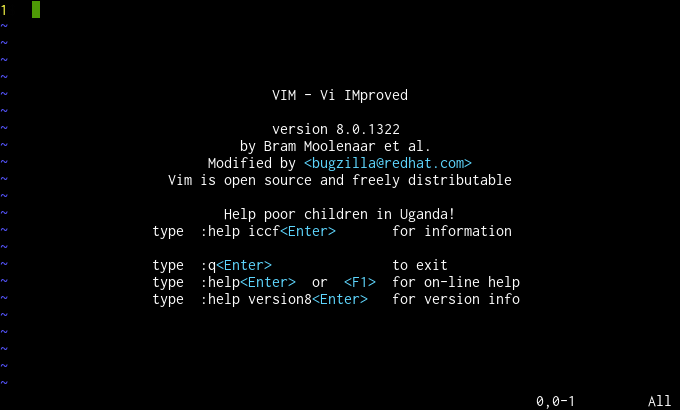 1
~
~
~
~
~ VIM - Vi IMproved
~
~ version 8.0.1322
~ by Bram Moolenaar et al.
~ Modified by <bugzilla@redhat.com>
~ Vim is open source and freely distributable
~
~ Help poor children in Uganda!
~ type :help iccf<Enter> for information
~
~ type :q<Enter> to exit
~ type :help<Enter> or <F1> for on-line help
~ type :help version8<Enter> for version info
~
~
~
~
~
0,0-1 All